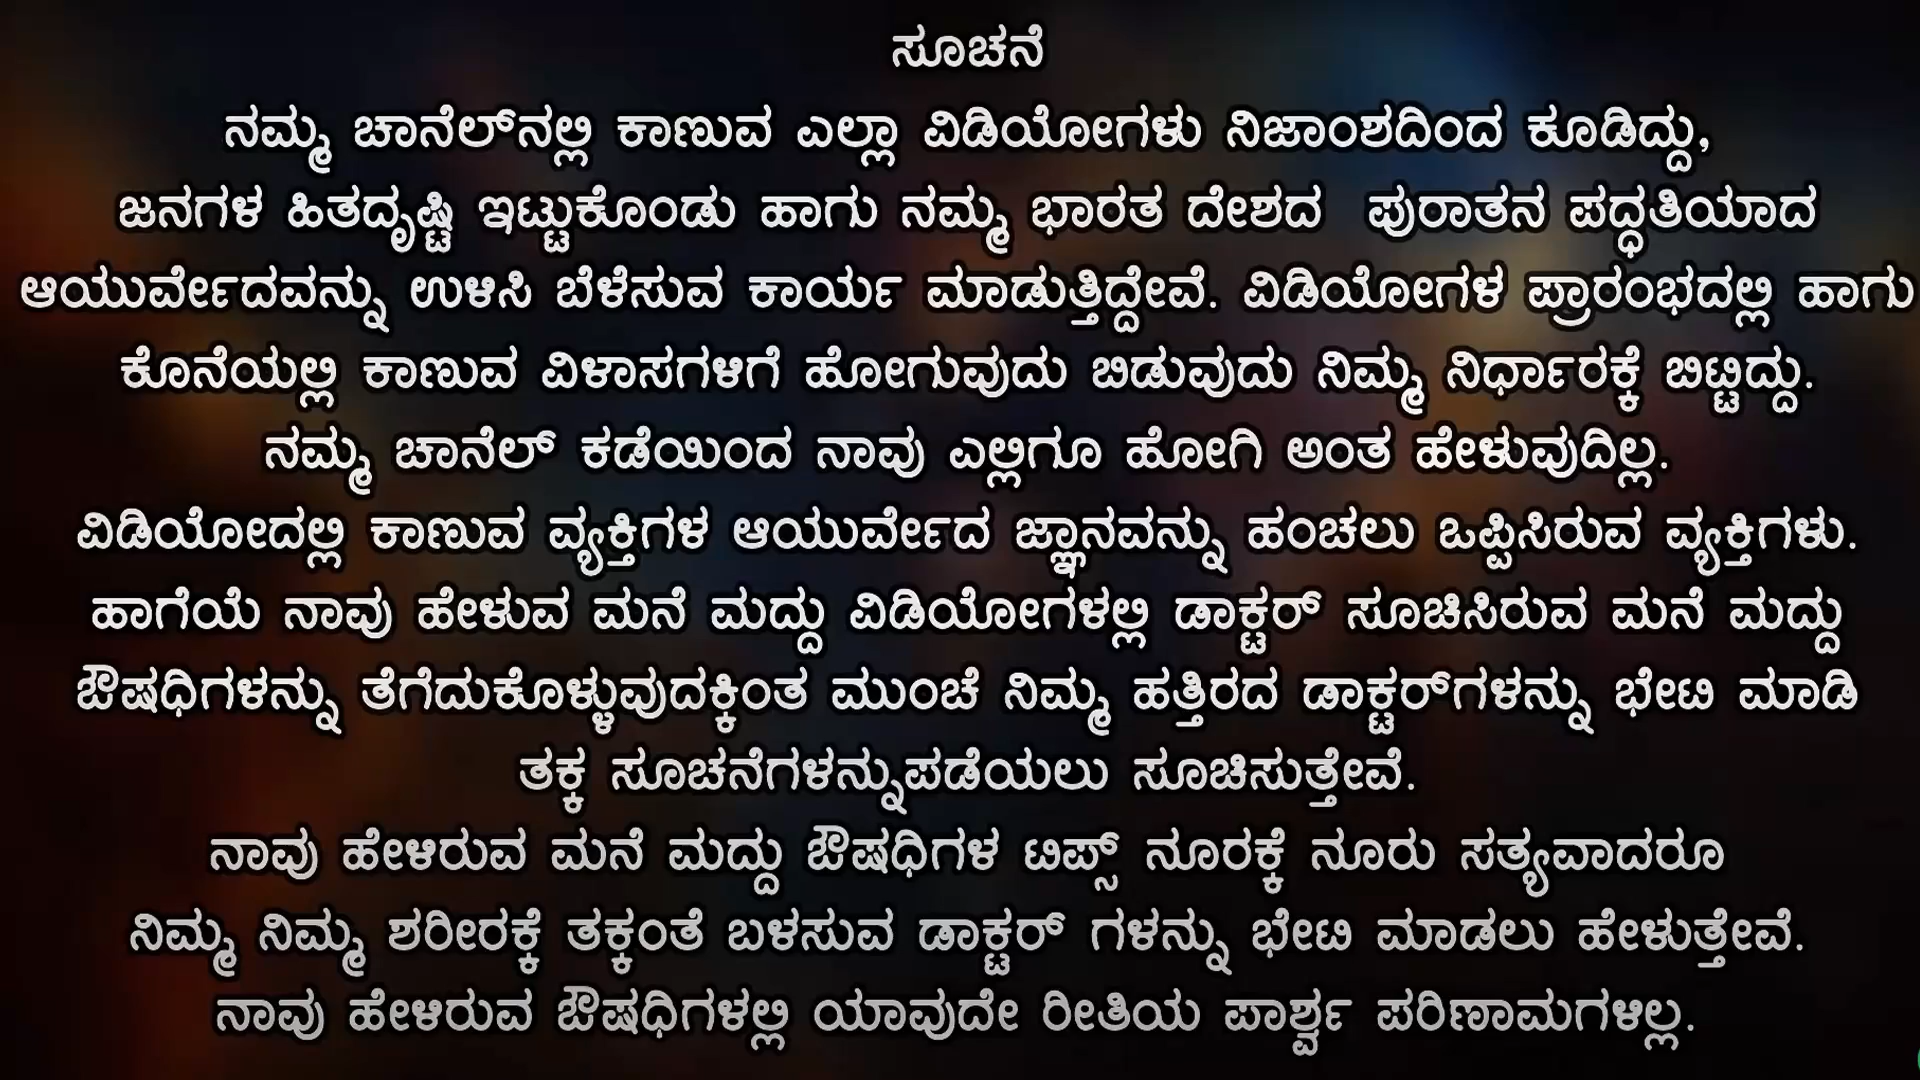 ಸೂಚನೆ
ನಮ್ಮ ಚಾನೆಲ್‌ನಲ್ಲಿ ಕಾಣುವ ಎಲ್ಲಾ ವಿಡಿಯೋಗಳು ನಿಜಾಂಶದಿಂದ ಕೂಡಿದ್ದು,
ಜನಗಳ ಹಿತದೃಷ್ಟಿ ಇಟ್ಟುಕೊಂಡು ಹಾಗು ನಮ್ಮ ಭಾರತ ದೇಶದ ಪುರಾತನ ಪದ್ಧತಿಯಾದ
ಆಯುರ್ವೇದವನ್ನು ಉಳಿಸಿ ಬೆಳೆಸುವ ಕಾರ್ಯ ಮಾಡುತ್ತಿದ್ದೇವೆ. ವಿಡಿಯೋಗಳ ಪ್ರಾರಂಭದಲ್ಲಿ ಹಾಗು
ಕೊನೆಯಲ್ಲಿ ಕಾಣುವ ವಿಳಾಸಗಳಿಗೆ ಹೋಗುವುದು ಬಿಡುವುದು ನಿಮ್ಮ ನಿರ್ಧಾರಕ್ಕೆ ಬಿಟ್ಟಿದ್ದು.
ನಮ್ಮ ಚಾನೆಲ್ ಕಡೆಯಿಂದ ನಾವು ಎಲ್ಲಿಗೂ ಹೋಗಿ ಅಂತ ಹೇಳುವುದಿಲ್ಲ.
ವಿಡಿಯೋದಲ್ಲಿ ಕಾಣುವ ವ್ಯಕ್ತಿಗಳ ಆಯುರ್ವೇದ ಜ್ಞಾನವನ್ನು ಹಂಚಲು ಒಪ್ಪಿಸಿರುವ ವ್ಯಕ್ತಿಗಳು.
ಹಾಗೆಯೆ ನಾವು ಹೇಳುವ ಮನೆ ಮದ್ದು ವಿಡಿಯೋಗಳಲ್ಲಿ ಡಾಕ್ಟರ್ ಸೂಚಿಸಿರುವ ಮನೆ ಮದ್ದು
ಔಷಧಿಗಳನ್ನು ತೆಗೆದುಕೊಳ್ಳುವುದಕ್ಕಿಂತ ಮುಂಚೆ ನಿಮ್ಮ ಹತ್ತಿರದ ಡಾಕ್ಟರ್‌ಗಳನ್ನು ಭೇಟಿ ಮಾಡಿ
ತಕ್ಕ ಸೂಚನೆಗಳನ್ನುಪಡೆಯಲು ಸೂಚಿಸುತ್ತೇವೆ.
ನಾವು ಹೇಳಿರುವ ಮನೆ ಮದ್ದು ಔಷಧಿಗಳ ಟಿಪ್ಸ್ ನೂರಕ್ಕೆ ನೂರು ಸತ್ಯವಾದರೂ
ನಿಮ್ಮ ನಿಮ್ಮ ಶರೀರಕ್ಕೆ ತಕ್ಕಂತೆ ಬಳಸುವ ಡಾಕ್ಟರ್ ಗಳನ್ನು ಭೇಟಿ ಮಾಡಲು ಹೇಳುತ್ತೇವೆ.
ನಾವು ಹೇಳಿರುವ ಔಷಧಿಗಳಲ್ಲಿ ಯಾವುದೇ ರೀತಿಯ ಪಾರ್ಶ್ವ ಪರಿಣಾಮಗಳಿಲ್ಲ.